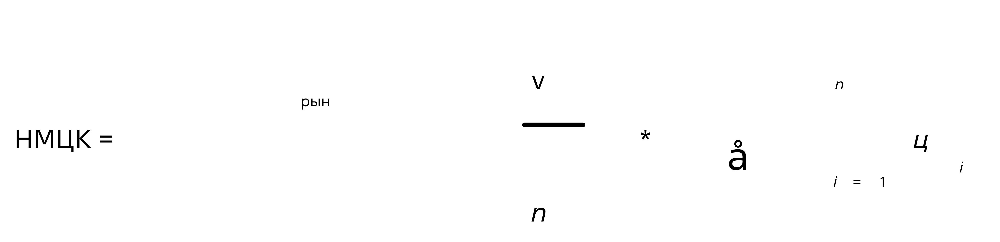 НМЦК = рын v / n * å n i = 1 ц i